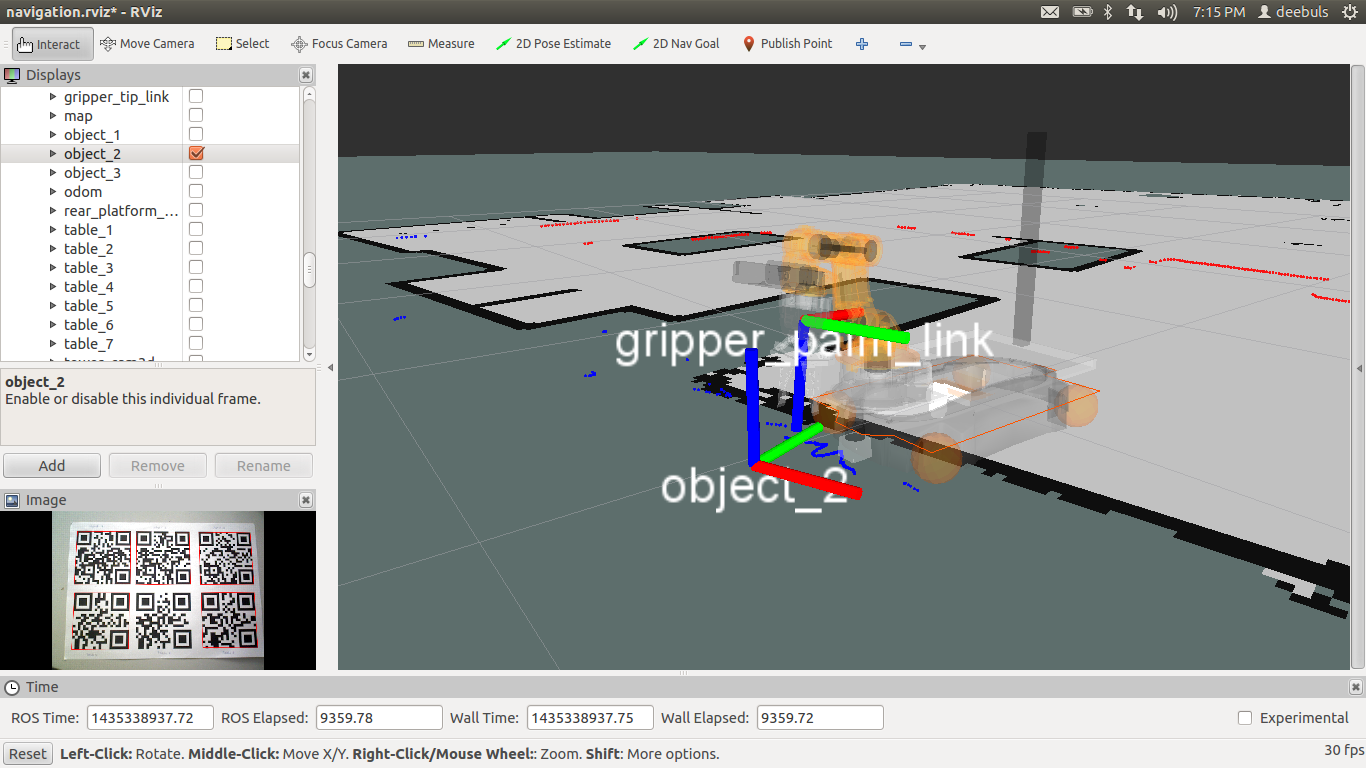 navigation.rviz* - RViz
7:15 PM deebuls
Interact Move Camera Select Focus Camera Measure 2D Pose Estimate 2D Nav Goal Publish Point
Displays
gripper_tip_link
map
object_1
object_2
object_3
odom
rear_platform_...
table_1
table_2
table_3
table_4
table_5
table_6
table_7
object_2
Enable or disable this individual frame.
Add Remove Rename
Image
gripper_palm_link
object_2
Time
ROS Time: 1435338937.72 ROS Elapsed: 9359.78 Wall Time: 1435338937.75 Wall Elapsed: 9359.72 Experimental
Reset Left-Click: Rotate. Middle-Click: Move X/Y. Right-Click/Mouse Wheel:: Zoom. Shift: More options. 30 fps